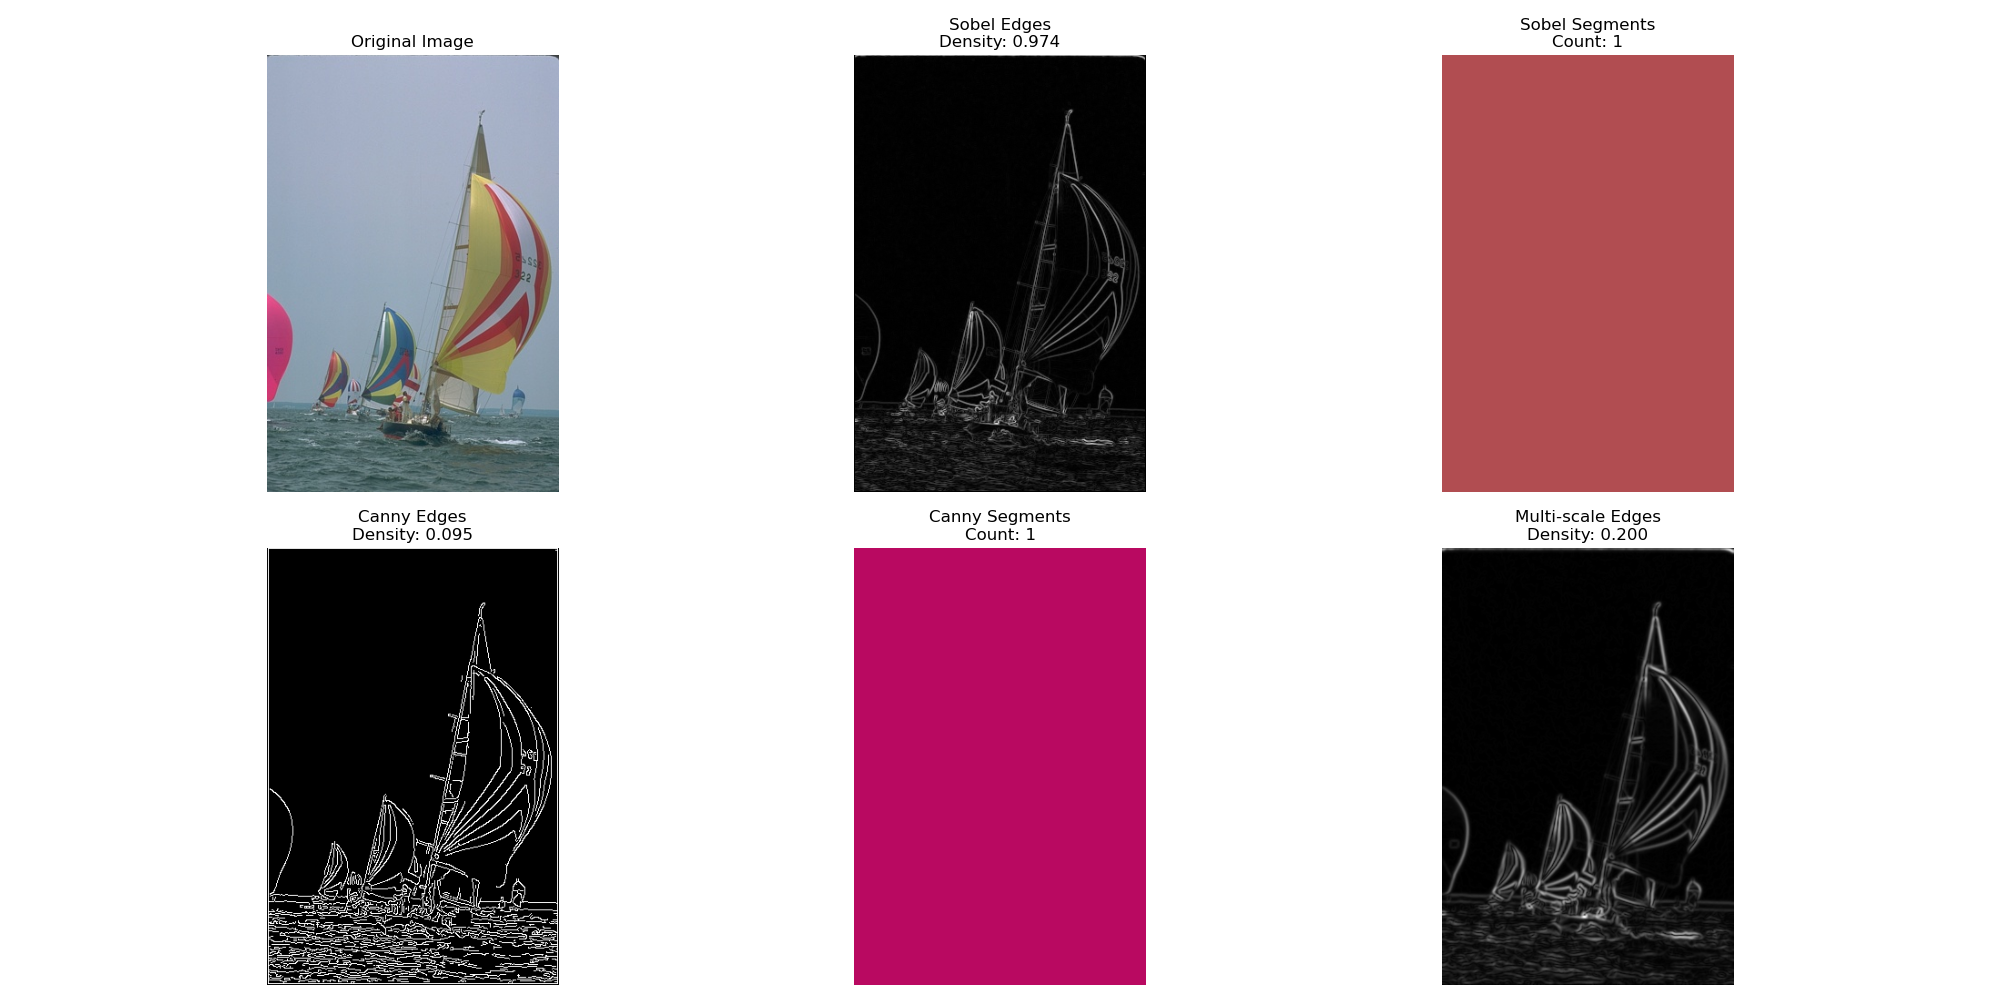 Original Image
Sobel Edges
Density: 0.974
Sobel Segments
Count: 1
Canny Edges
Density: 0.095
Canny Segments
Count: 1
Multi-scale Edges
Density: 0.200